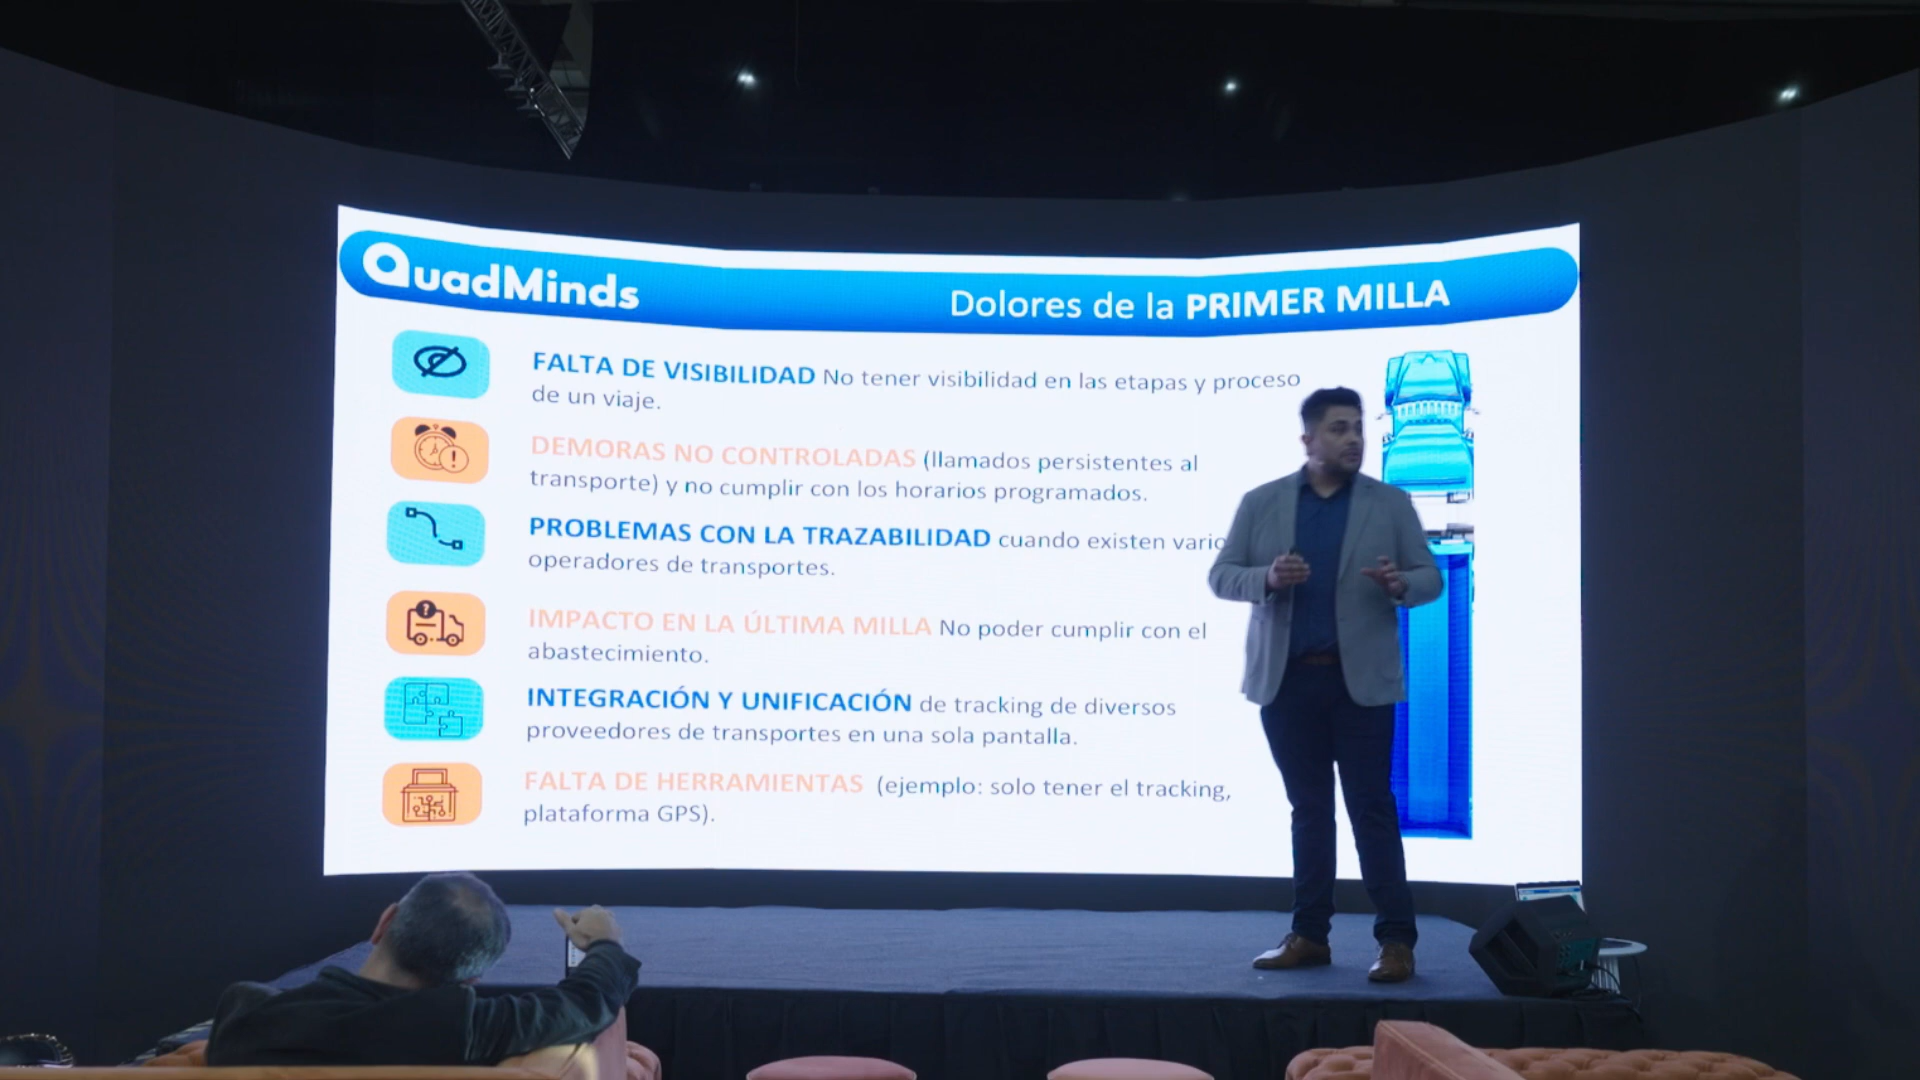 QuadMinds
Dolores de la PRIMER MILLA
FALTA DE VISIBILIDAD No tener visibilidad en las etapas y proceso
de un viaje.
DEMORAS NO CONTROLADAS (llamados persistentes al
transporte) y no cumplir con los horarios programados.
PROBLEMAS CON LA TRAZABILIDAD cuando existen vario
operadores de transportes.
IMPACTO EN LA ÚLTIMA MILLA No poder cumplir con el
abastecimiento.
INTEGRACIÓN Y UNIFICACIÓN de tracking de diversos
proveedores de transportes en una sola pantalla.
FALTA DE HERRAMIENTAS (ejemplo: solo tener el tracking,
plataforma GPS).